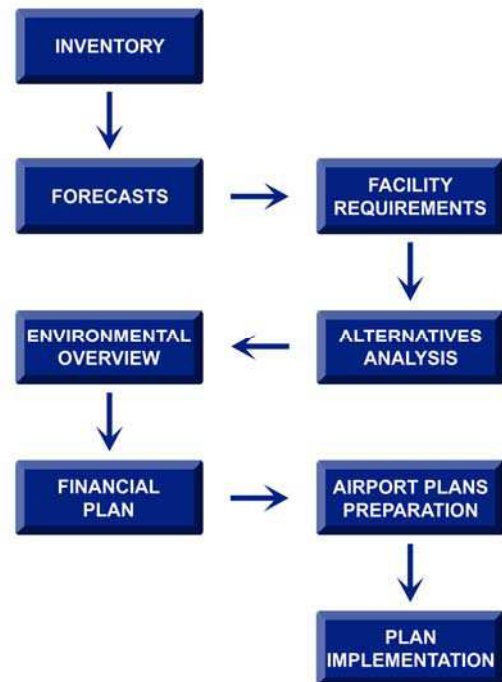 INVENTORY
FORECASTS
FACILITY
REQUIREMENTS
ALTERNATIVES
ANALYSIS
ENVIRONMENTAL
OVERVIEW
FINANCIAL
PLAN
AIRPORT PLANS
PREPARATION
PLAN
IMPLEMENTATION